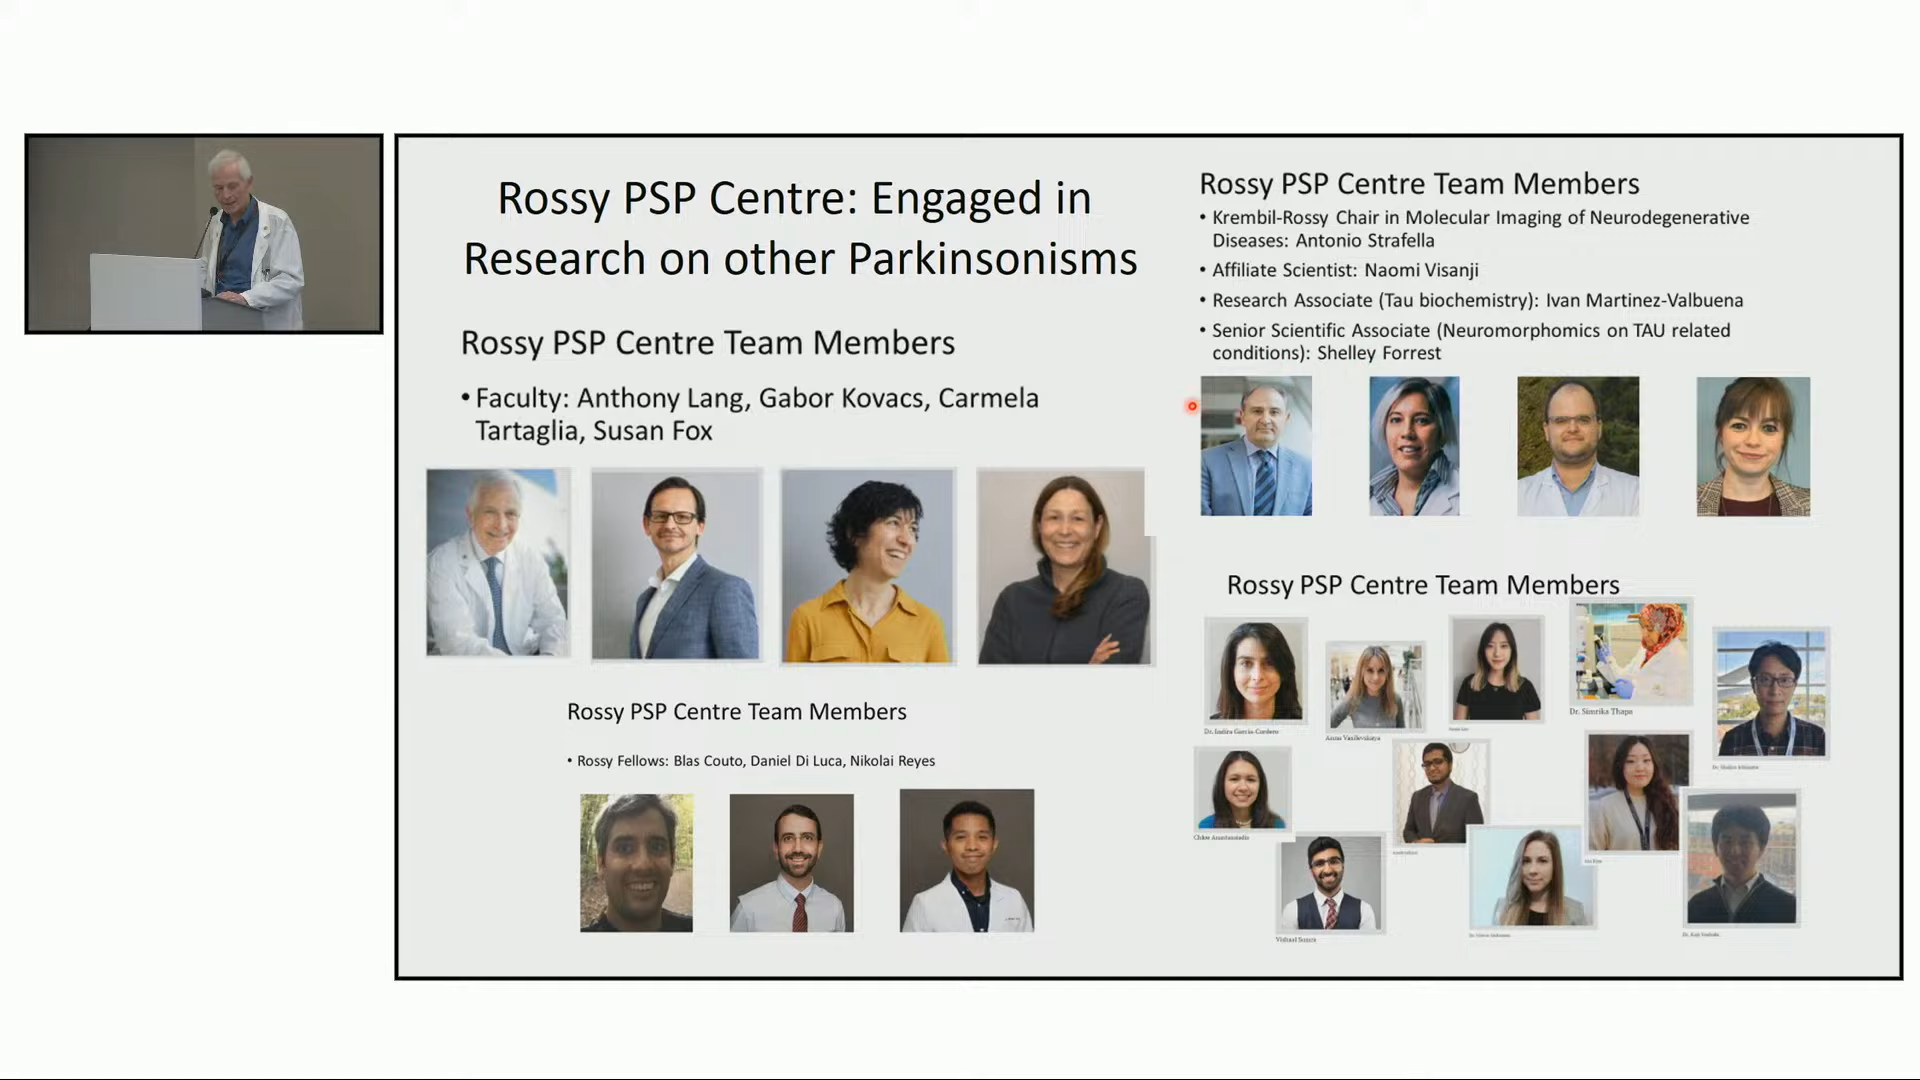 Rossy PSP Centre: Engaged in
Research on other Parkinsonisms
Rossy PSP Centre Team Members
• Faculty: Anthony Lang, Gabor Kovacs, Carmela
Tartaglia, Susan Fox
Rossy PSP Centre Team Members
• Rossy Fellows: Blas Couto, Daniel Di Luca, Nikolai Reyes
Rossy PSP Centre Team Members
• Krembil-Rossy Chair in Molecular Imaging of Neurodegenerative
Diseases: Antonio Strafella
• Affiliate Scientist: Naomi Visanji
• Research Associate (Tau biochemistry): Ivan Martinez-Valbuena
• Senior Scientific Associate (Neuromorphomics on TAU related
conditions): Shelley Forrest
Rossy PSP Centre Team Members
Dr. Simrika Thapa
Anna Vasilevskaya
Chloe Anastassiadis